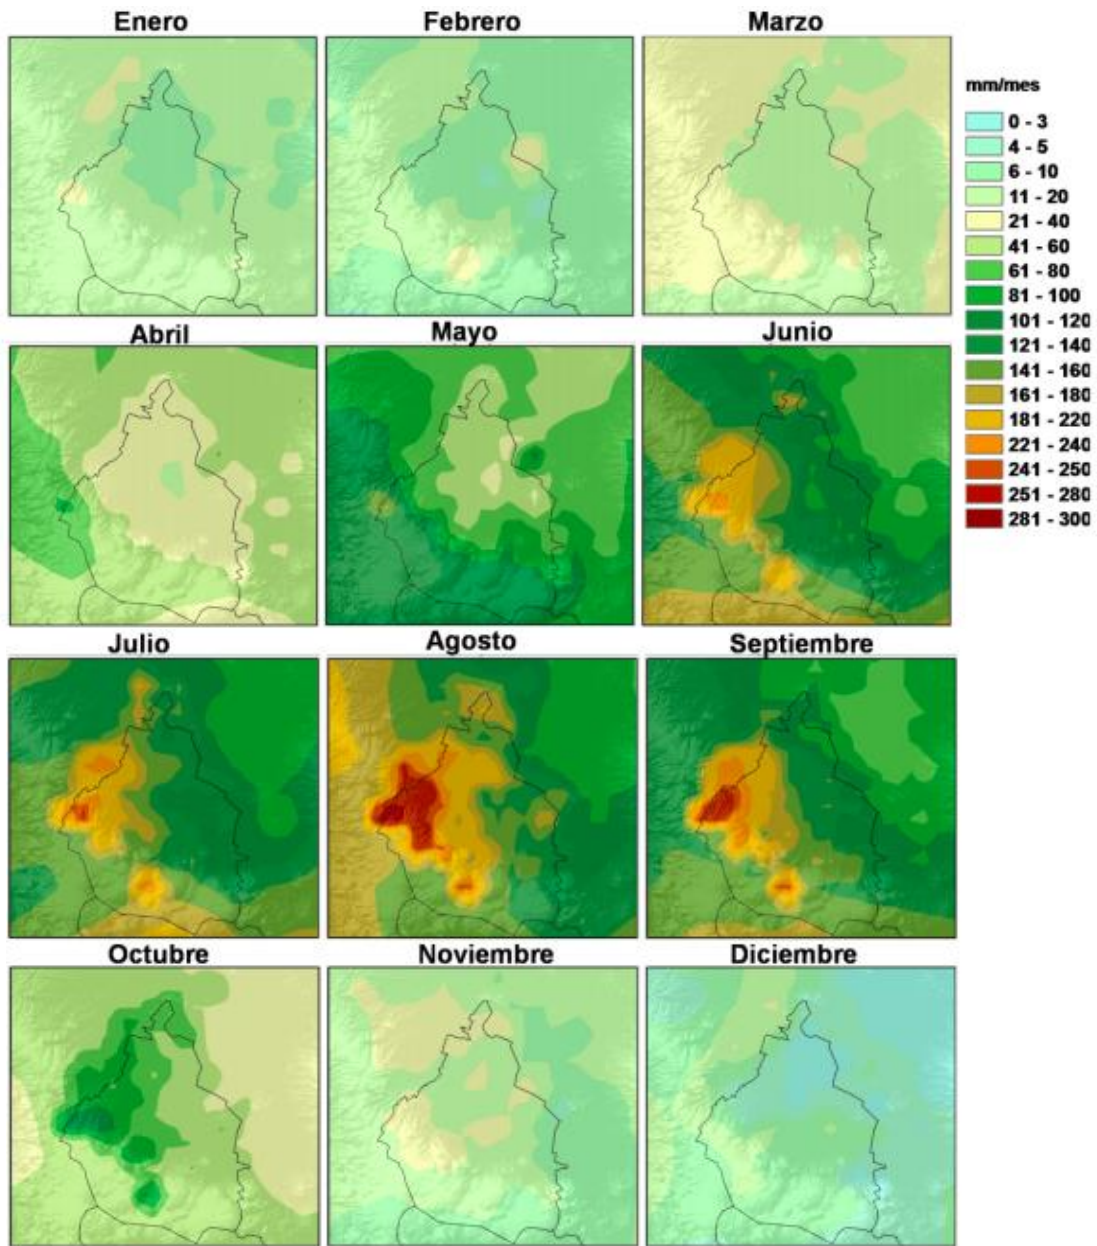 Enero
Febrero
Marzo
mm/mes
0 - 3
4 - 5
6 - 10
11 - 20
21 - 40
41 - 60
61 - 80
81 - 100
101 - 120
121 - 140
141 - 160
161 - 180
181 - 220
221 - 240
241 - 250
251 - 280
281 - 300
Abril
Mayo
Junio
Julio
Agosto
Septiembre
Octubre
Noviembre
Diciembre